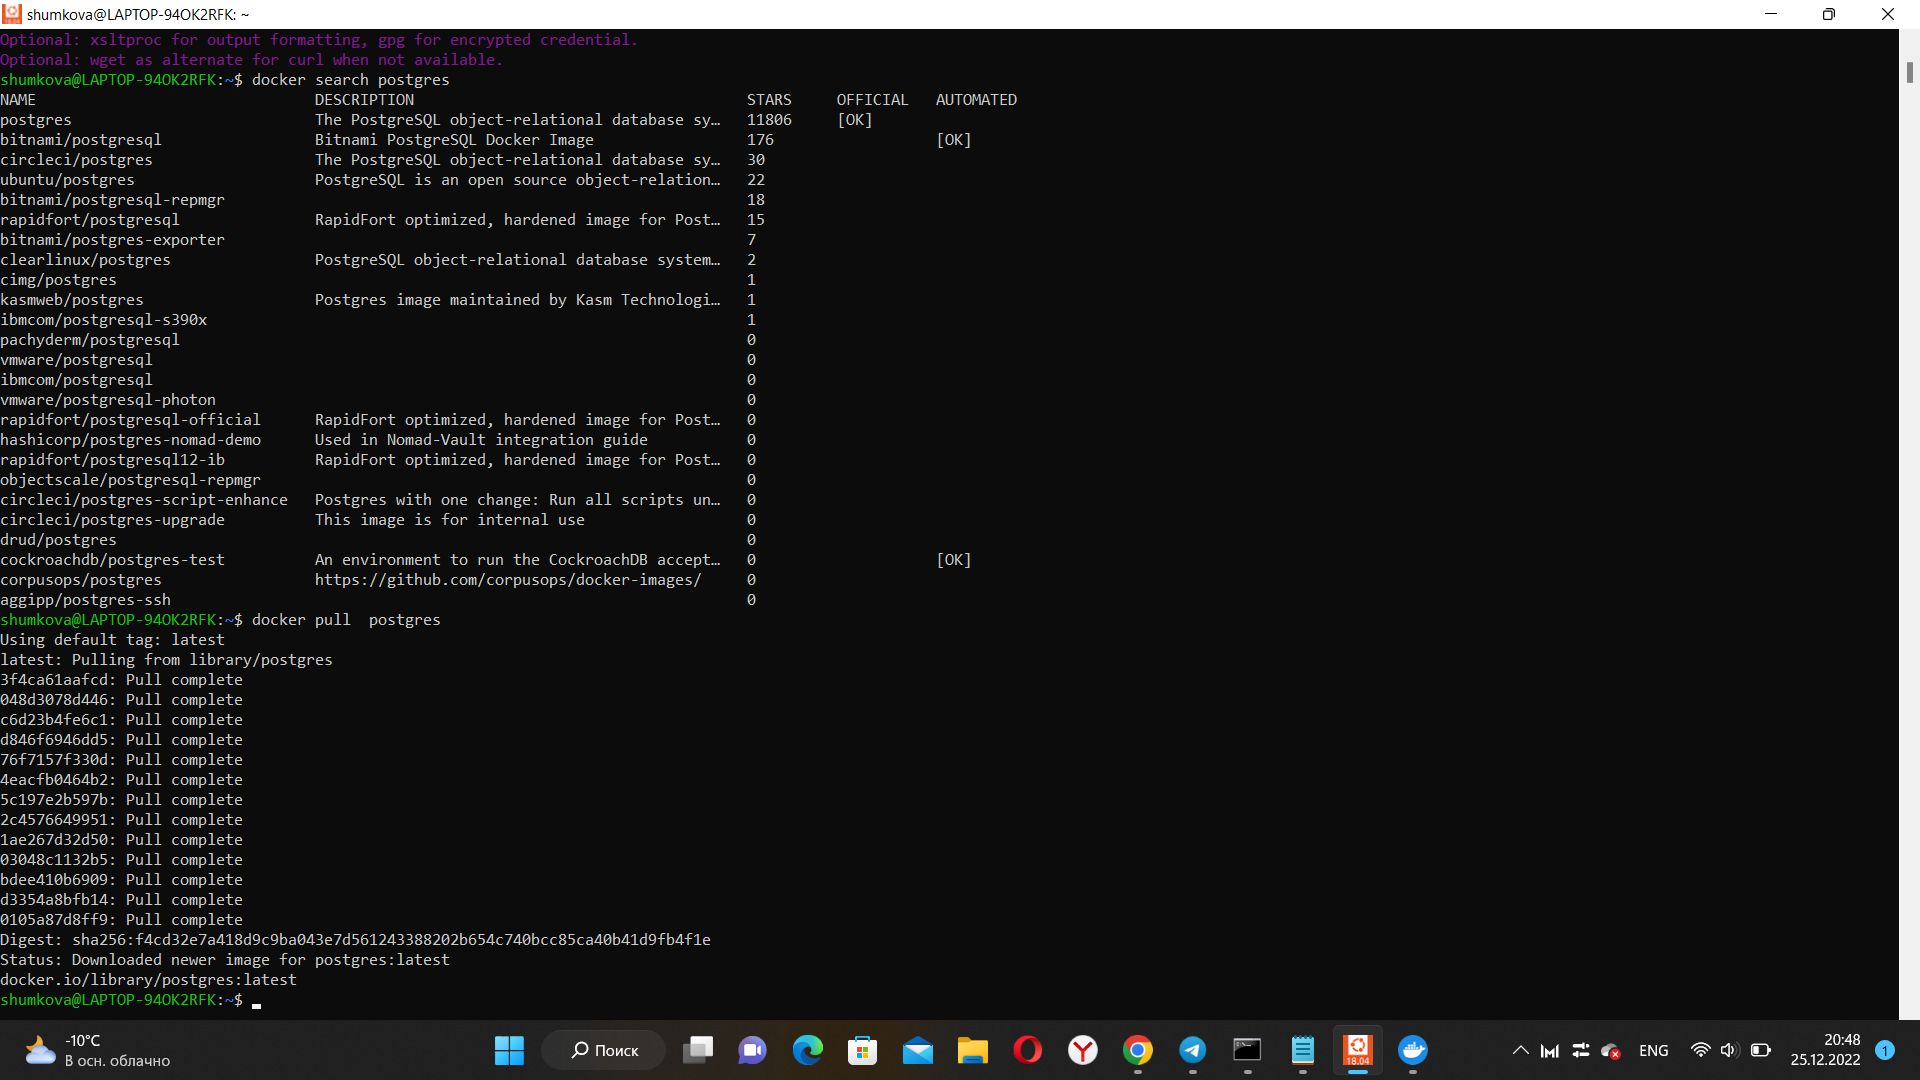 shumkova@LAPTOP-94OK2RFK: ~
Optional: xsltproc for output formatting, gpg for encrypted credential.
Optional: wget as alternate for curl when not available.
shumkova@LAPTOP-94OK2RFK:~$ docker search postgres
NAME DESCRIPTION STARS OFFICIAL AUTOMATED
postgres The PostgreSQL object-relational database sy… 11806 [OK]
bitnami/postgresql Bitnami PostgreSQL Docker Image 176 [OK]
circleci/postgres The PostgreSQL object-relational database sy… 30
ubuntu/postgres PostgreSQL is an open source object-relation… 22
bitnami/postgresql-repmgr 18
rapidfort/postgresql RapidFort optimized, hardened image for Post… 15
bitnami/postgres-exporter 7
clearlinux/postgres PostgreSQL object-relational database system… 2
cimg/postgres 1
kasmweb/postgres Postgres image maintained by Kasm Technologi… 1
ibmcom/postgresql-s390x 1
pachyderm/postgresql 0
vmware/postgresql 0
ibmcom/postgresql 0
vmware/postgresql-photon 0
rapidfort/postgresql-official RapidFort optimized, hardened image for Post… 0
hashicorp/postgres-nomad-demo Used in Nomad-Vault integration guide 0
rapidfort/postgresql12-ib RapidFort optimized, hardened image for Post… 0
objectscale/postgresql-repmgr 0
circleci/postgres-script-enhance Postgres with one change: Run all scripts un… 0
circleci/postgres-upgrade This image is for internal use 0
drud/postgres 0
cockroachdb/postgres-test An environment to run the CockroachDB accept… 0 [OK]
corpusops/postgres https://github.com/corpusops/docker-images/ 0
aggipp/postgres-ssh 0
shumkova@LAPTOP-94OK2RFK:~$ docker pull  postgres
Using default tag: latest
latest: Pulling from library/postgres
3f4ca61aafcd: Pull complete
048d3078d446: Pull complete
c6d23b4fe6c1: Pull complete
d846f6946dd5: Pull complete
76f7157f330d: Pull complete
4eacfb0464b2: Pull complete
5c197e2b597b: Pull complete
2c4576649951: Pull complete
1ae267d32d50: Pull complete
03048c1132b5: Pull complete
bdee410b6909: Pull complete
d3354a8bfb14: Pull complete
0105a87d8ff9: Pull complete
Digest: sha256:f4cd32e7a418d9c9ba043e7d561243388202b654c740bcc85ca40b41d9fb4f1e
Status: Downloaded newer image for postgres:latest
docker.io/library/postgres:latest
shumkova@LAPTOP-94OK2RFK:~$
-10°C
В осн. облачно
Поиск
18.04
ENG
20:48
25.12.2022
1